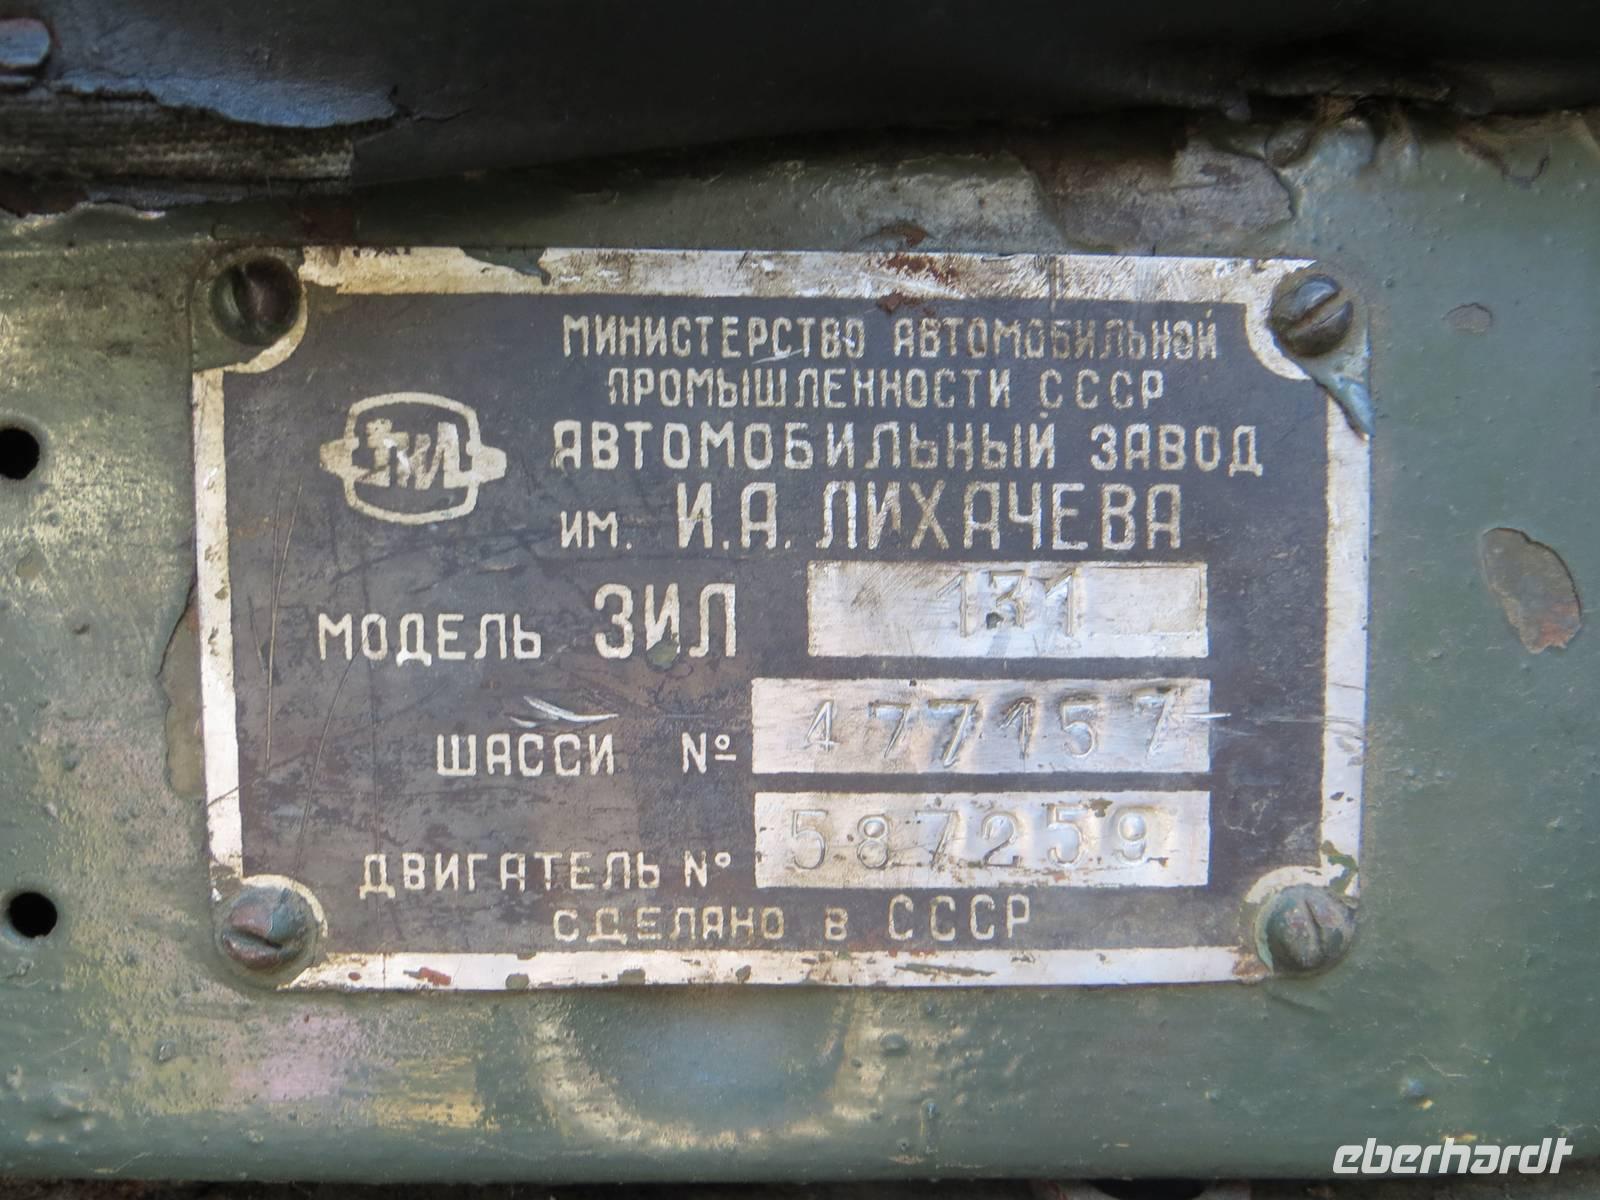 МИНИСТЕРСТВО АВТОМОБИЛЬНОЙ
ПРОМЫШЛЕННОСТИ СССР
АВТОМОБИЛЬНЫЙ ЗАВОД
ЗИЛ им. И.А. ЛИХАЧЕВА
МОДЕЛЬ ЗИЛ 131
ШАССИ № 477157
ДВИГАТЕЛЬ № 587259
СДЕЛАНО В СССР
eberhardt